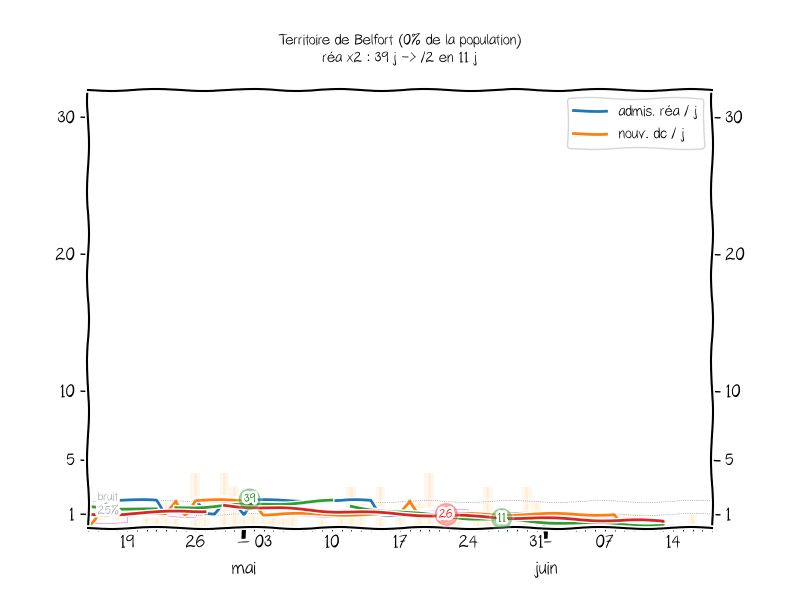 Territoire de Belfort (0% de la population)
réa x2 : 39 j -> /2 en 11 j
admis. réa / j
nouv. dc / j
30
30
20
20
10
10
5
5
1
1
bruit
25%
39
26
11
19 26 03 10 17 24 31 07 14
mai juin